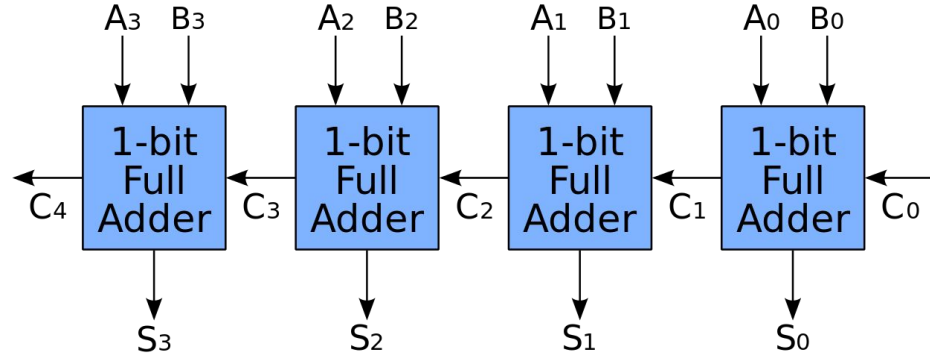 A3 B3 A2 B2 A1 B1 A0 B0
1-bit Full Adder
1-bit Full Adder
1-bit Full Adder
1-bit Full Adder
C4 C3 C2 C1 C0
S3 S2 S1 S0